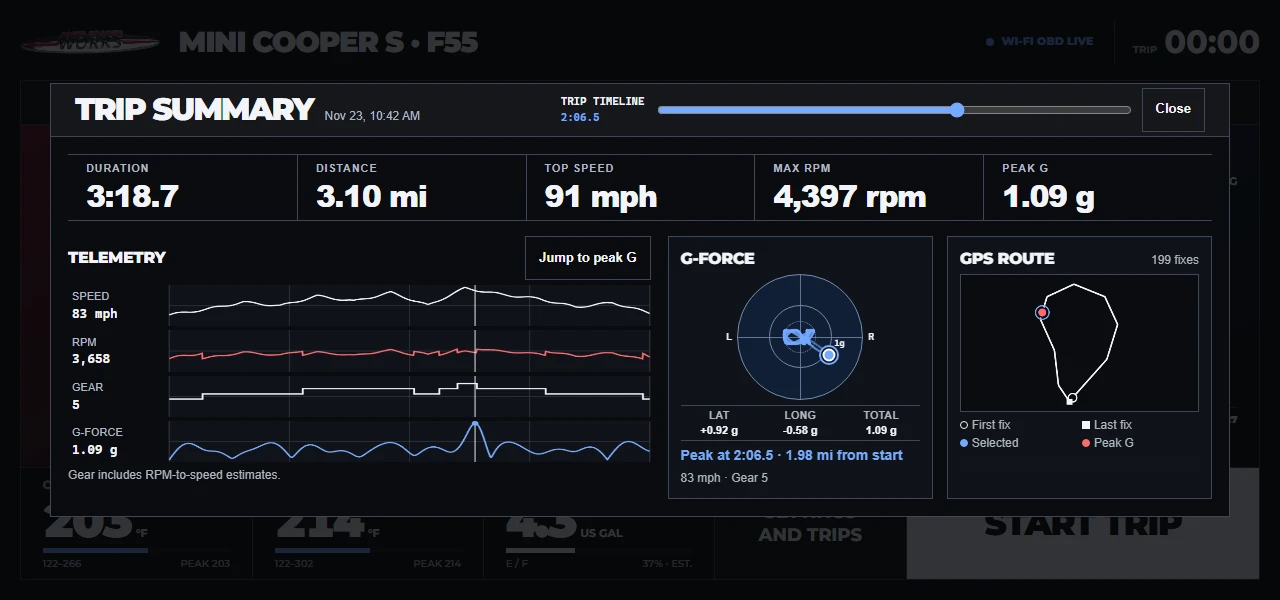 WORKS
MINI COOPER S • F55
WI-FI OBD LIVE
TRIP 00:00
TRIP SUMMARY Nov 23, 10:42 AM
TRIP TIMELINE
2:06.5
Close
DURATION
3:18.7
DISTANCE
3.10 mi
TOP SPEED
91 mph
MAX RPM
4,397 rpm
PEAK G
1.09 g
TELEMETRY
Jump to peak G
SPEED
83 mph
RPM
3,658
GEAR
5
G-FORCE
1.09 g
Gear includes RPM-to-speed estimates.
G-FORCE
1g
L
R
LAT
+0.92 g
LONG
-0.58 g
TOTAL
1.09 g
Peak at 2:06.5 · 1.98 mi from start
83 mph · Gear 5
GPS ROUTE
199 fixes
First fix
Last fix
Selected
Peak G
203 °F
122–266
PEAK 203
214 °F
122–302
PEAK 214
4.3 US GAL
E / F
37% · EST.
AND TRIPS
START TRIP